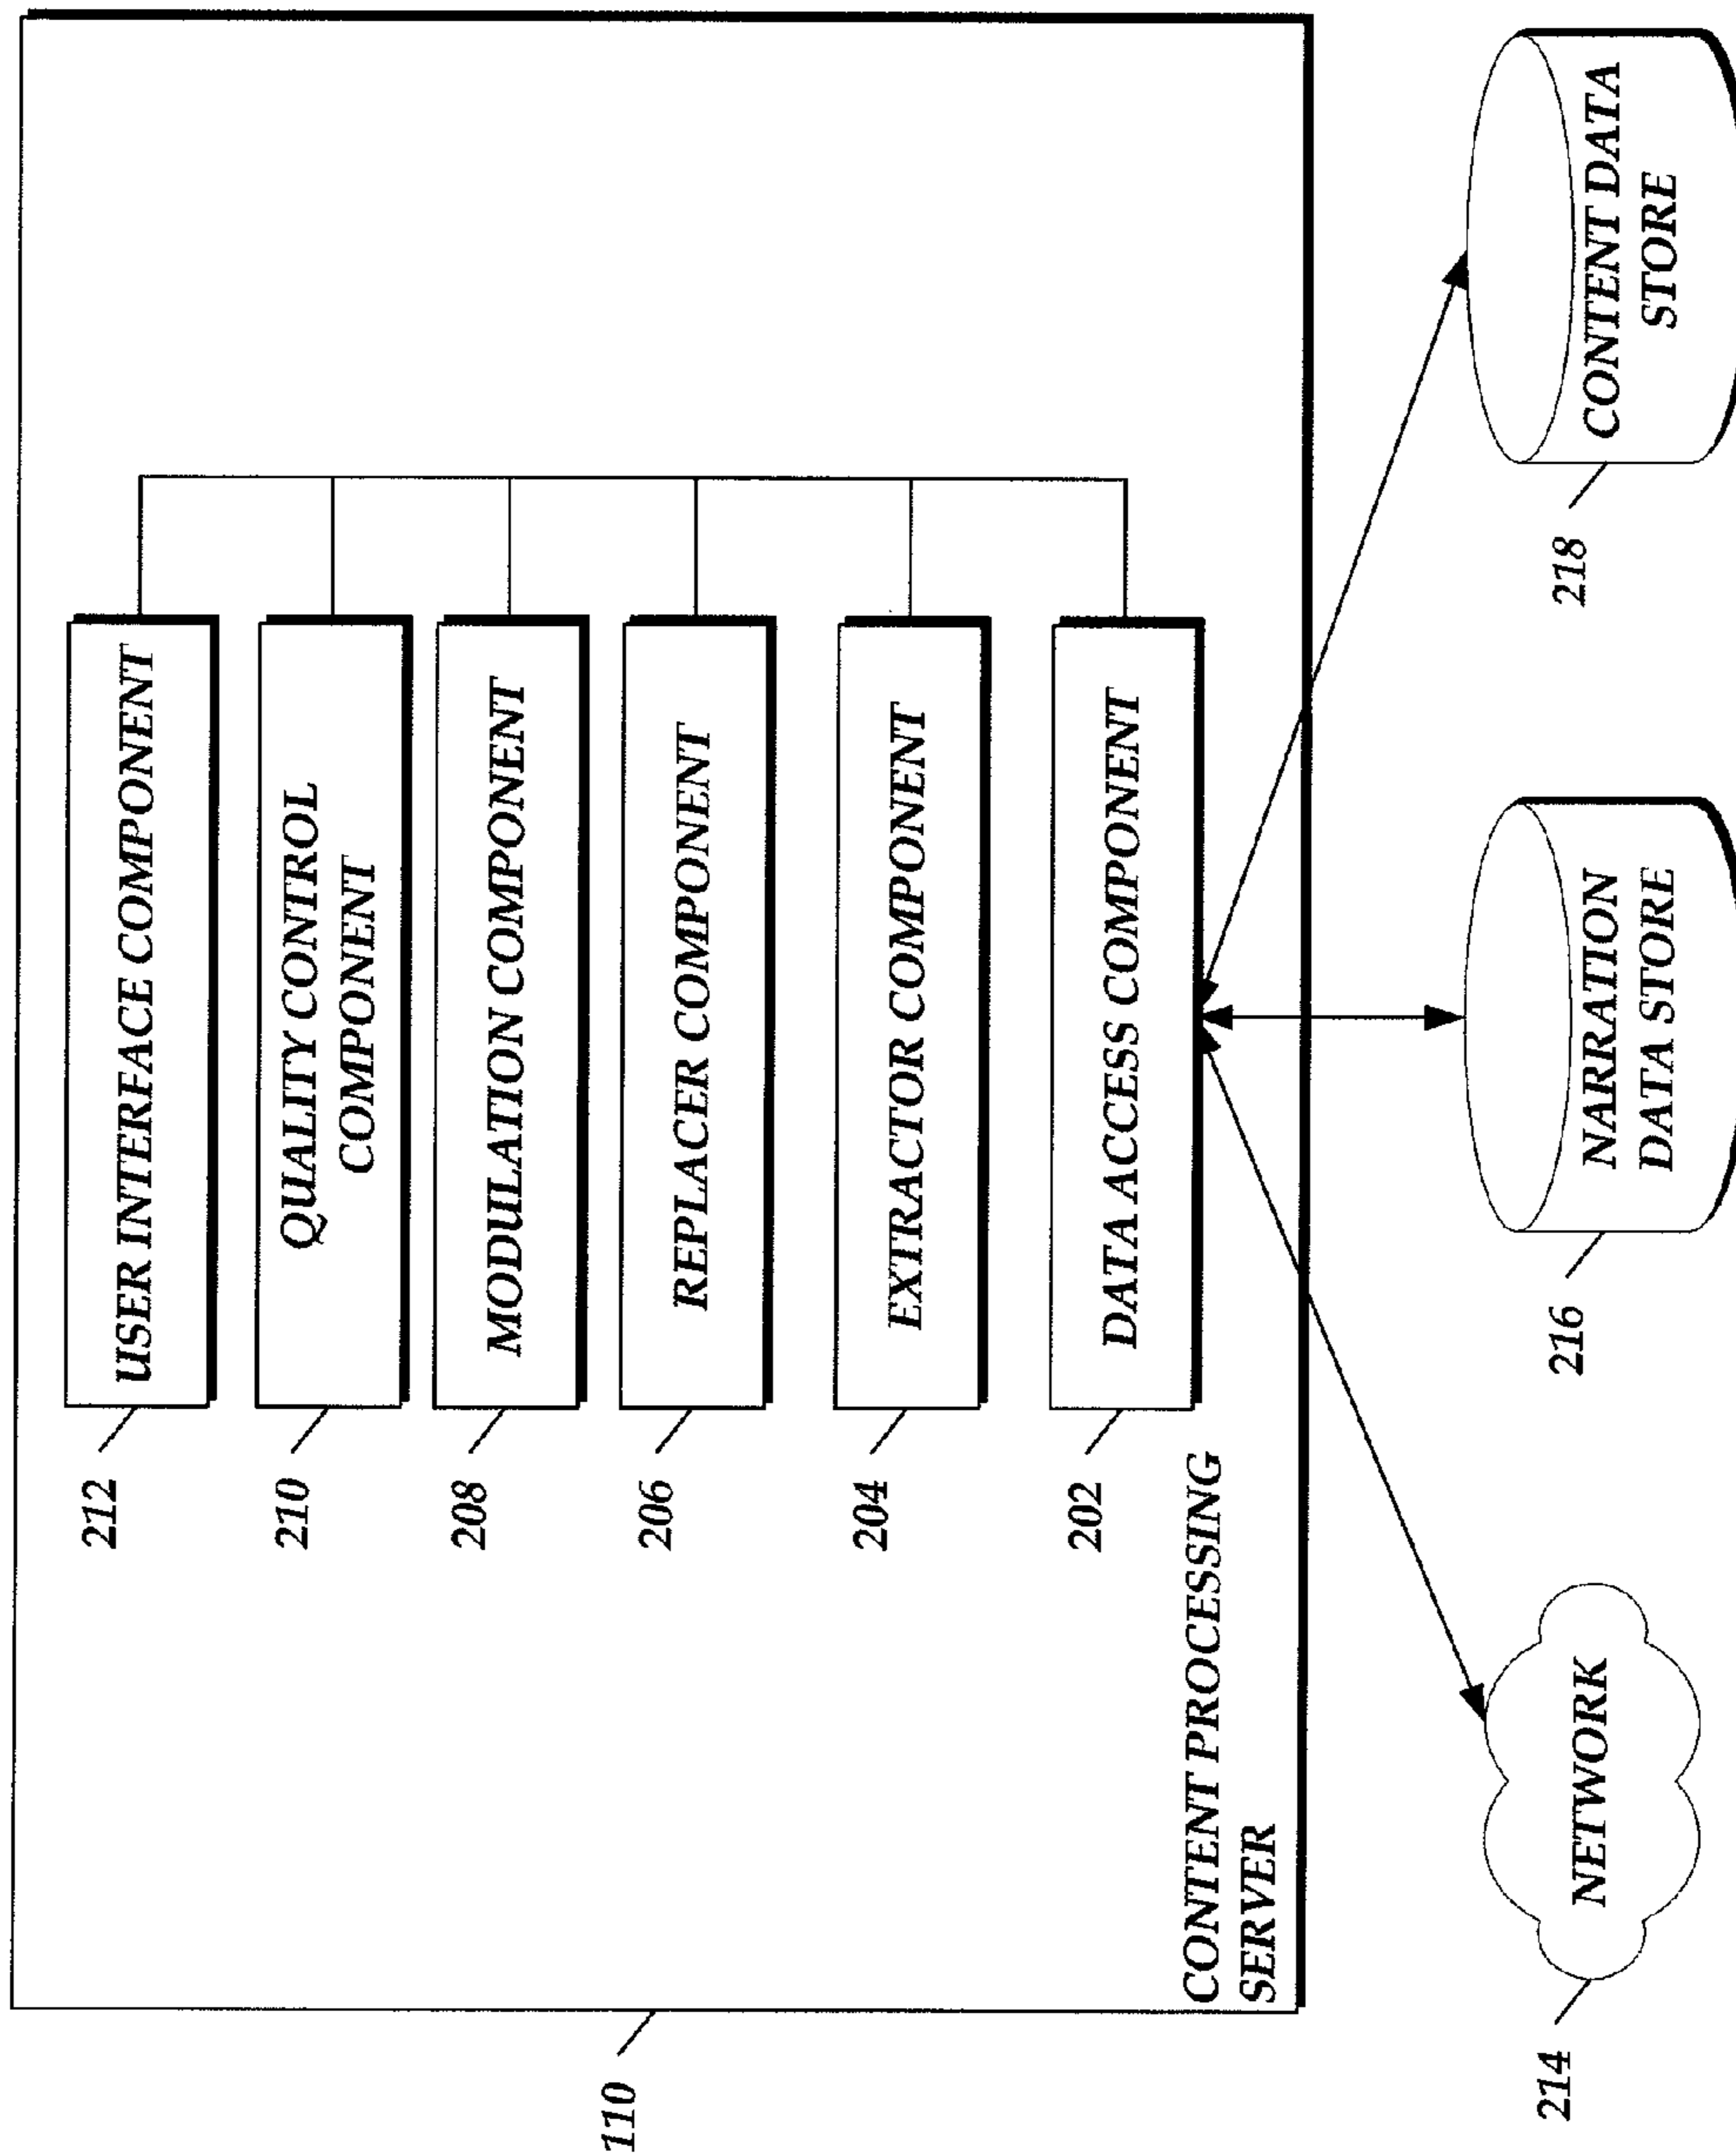 212
USER INTERFACE COMPONENT
210
QUALITY CONTROL
COMPONENT
208
MODULATION COMPONENT
206
REPLACER COMPONENT
204
EXTRACTOR COMPONENT
202
DATA ACCESS COMPONENT
110
CONTENT PROCESSING
SERVER
214
NETWORK
216
NARRATION
DATA STORE
218
CONTENT DATA
STORE